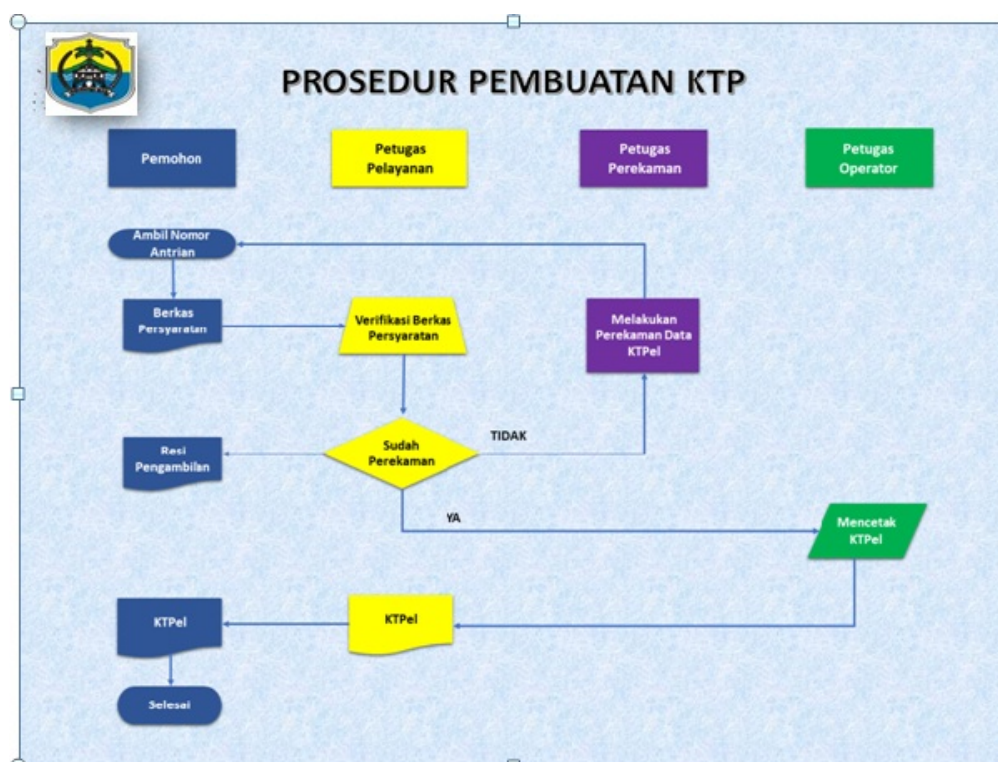 PROSEDUR PEMBUATAN KTP
Pemohon
Petugas
Pelayanan
Petugas
Perekaman
Petugas
Operator
Ambil Nomor
Antrian
Berkas
Persyaratan
Verifikasi Berkas
Persyaratan
Melakukan
Perekaman Data
KTPel
Resi
Pengambilan
Sudah
Perekaman
TIDAK
YA
Mencetak
KTPel
KTPel
KTPel
Selesai